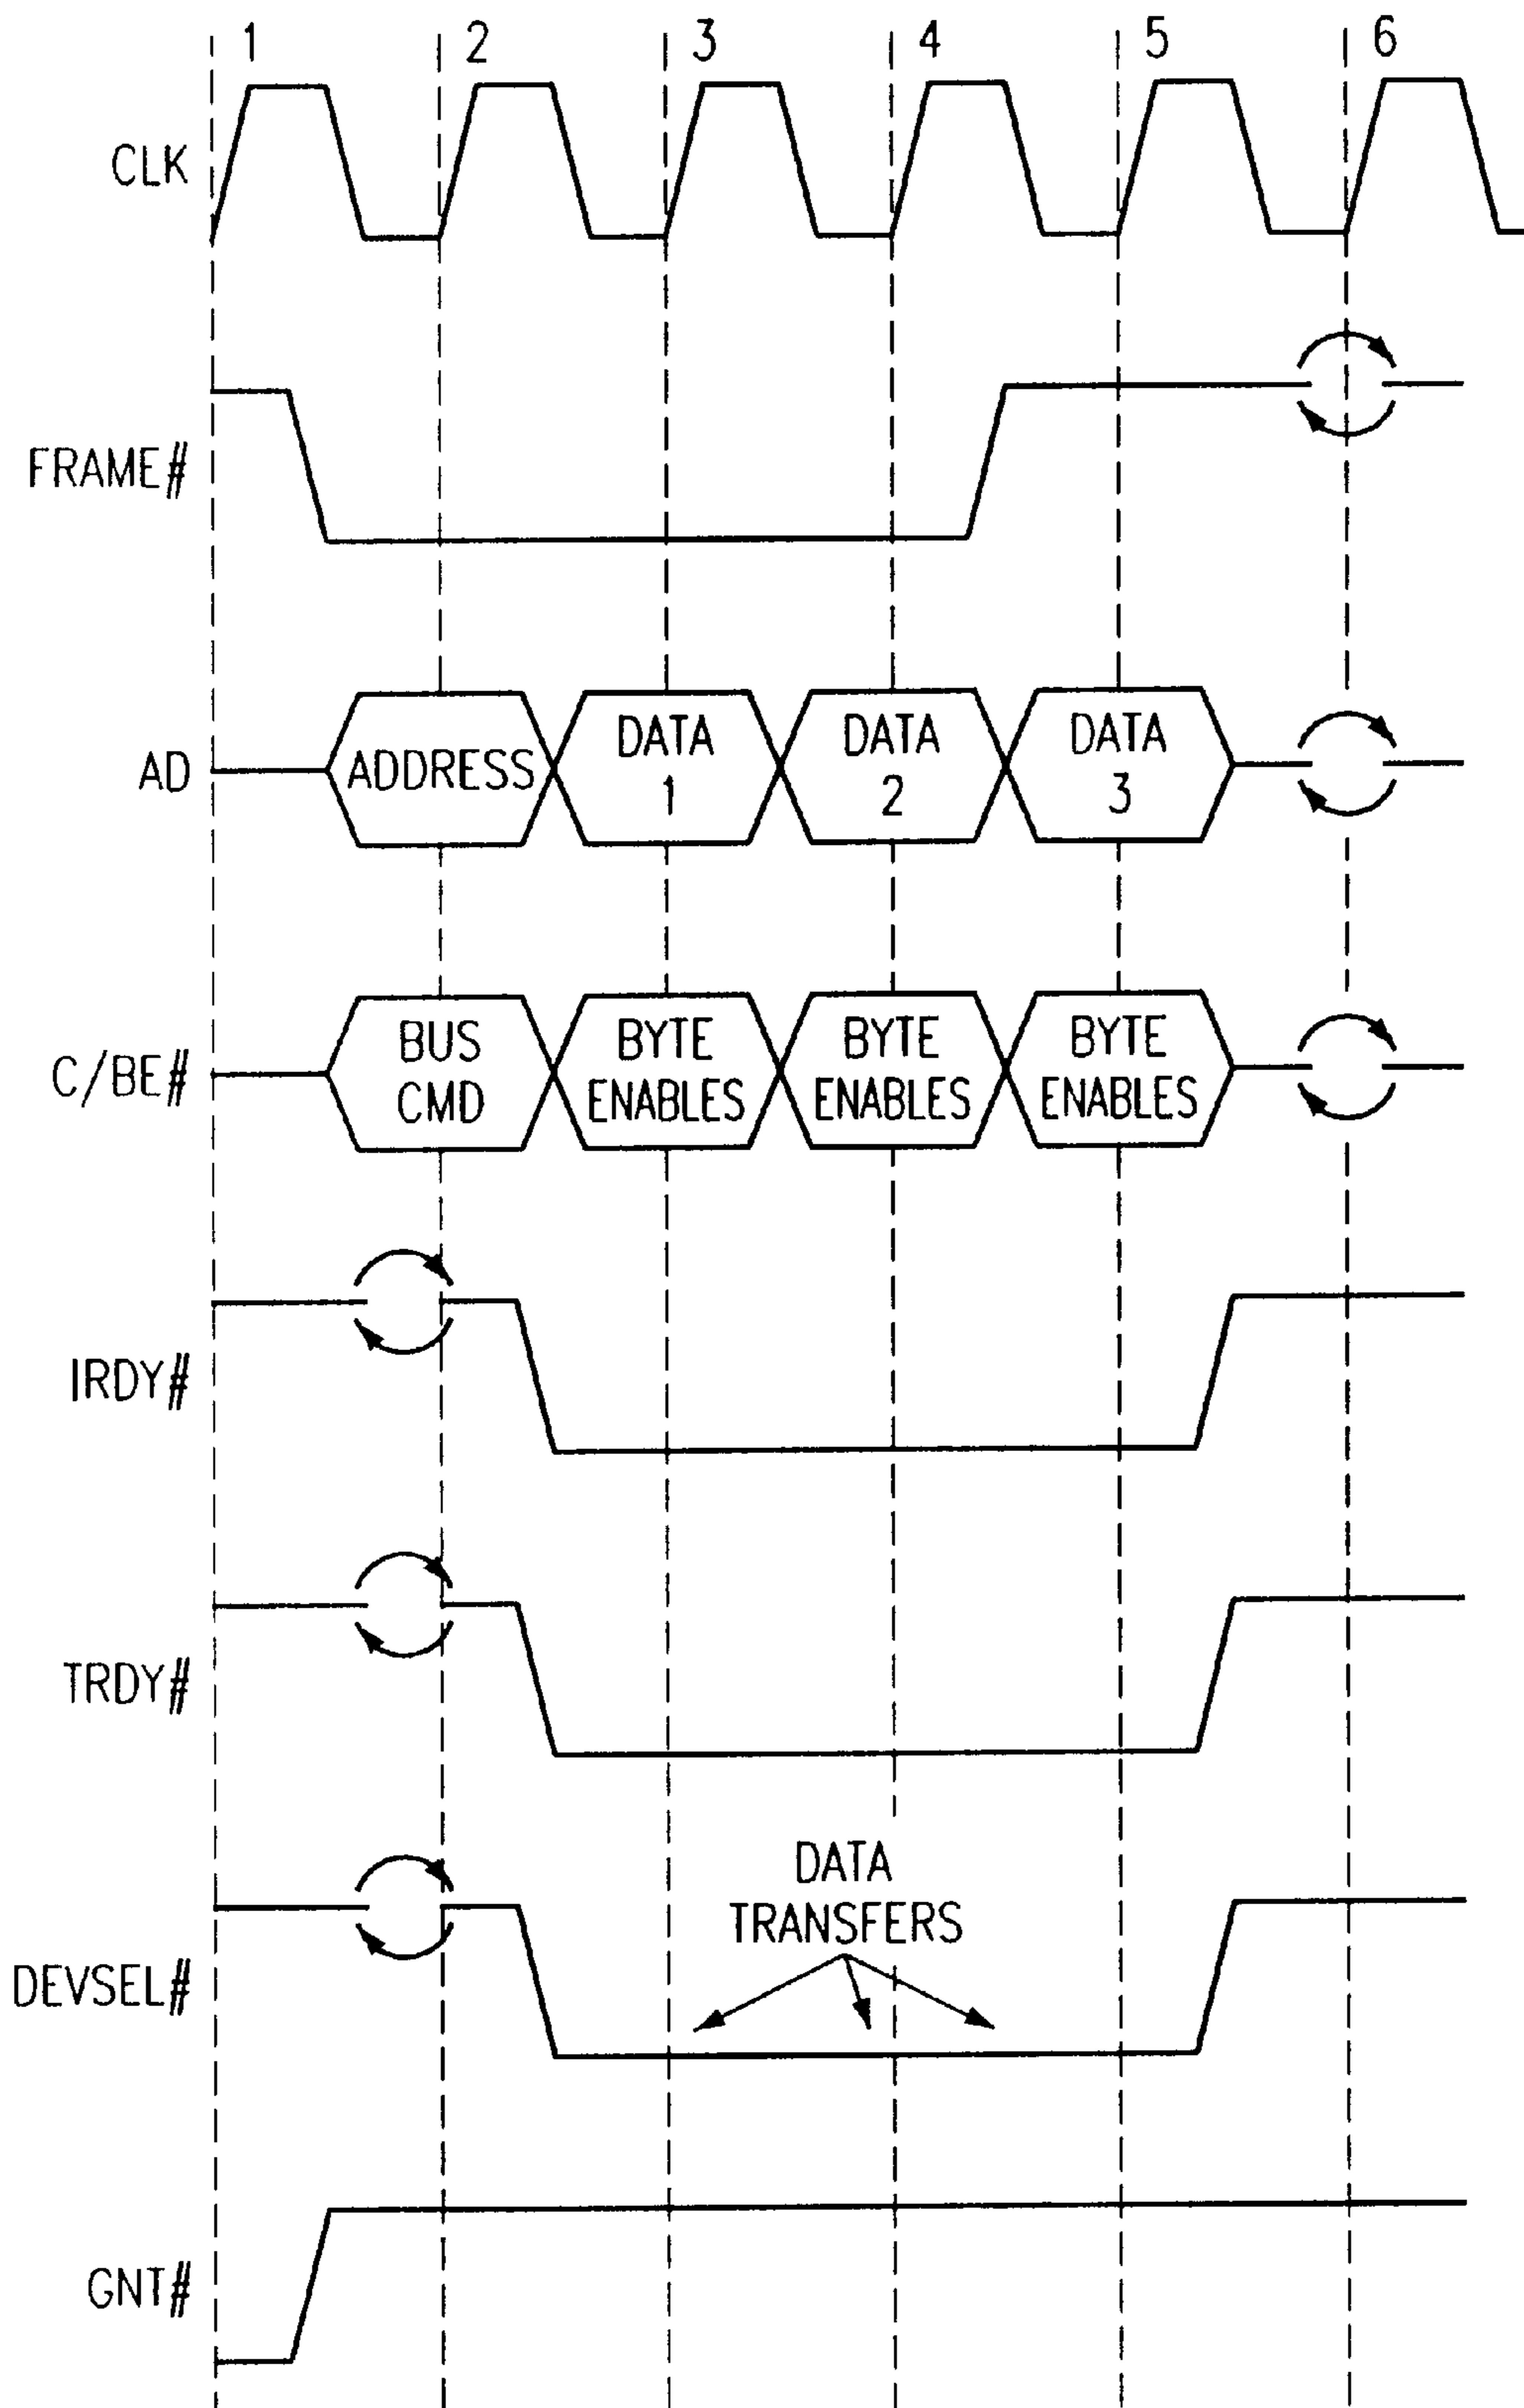 1 2 3 4 5 6
CLK
FRAME#
AD
ADDRESS
DATA
1
DATA
2
DATA
3
C/BE#
BUS
CMD
BYTE
ENABLES
BYTE
ENABLES
BYTE
ENABLES
IRDY#
TRDY#
DEVSEL#
DATA
TRANSFERS
GNT#